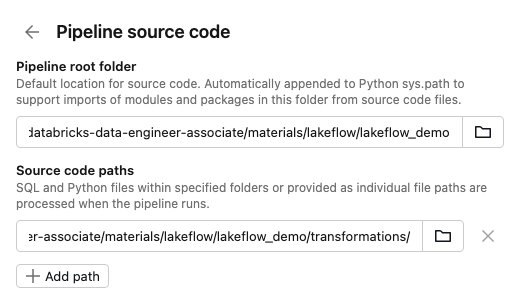 Pipeline source code
Pipeline root folder
Default location for source code. Automatically appended to Python sys.path to
support imports of modules and packages in this folder from source code files.
databricks-data-engineer-associate/materials/lakeflow/lakeflow_demo
Source code paths
SQL and Python files within specified folders or provided as individual file paths are
processed when the pipeline runs.
er-associate/materials/lakeflow/lakeflow_demo/transformations/
Add path